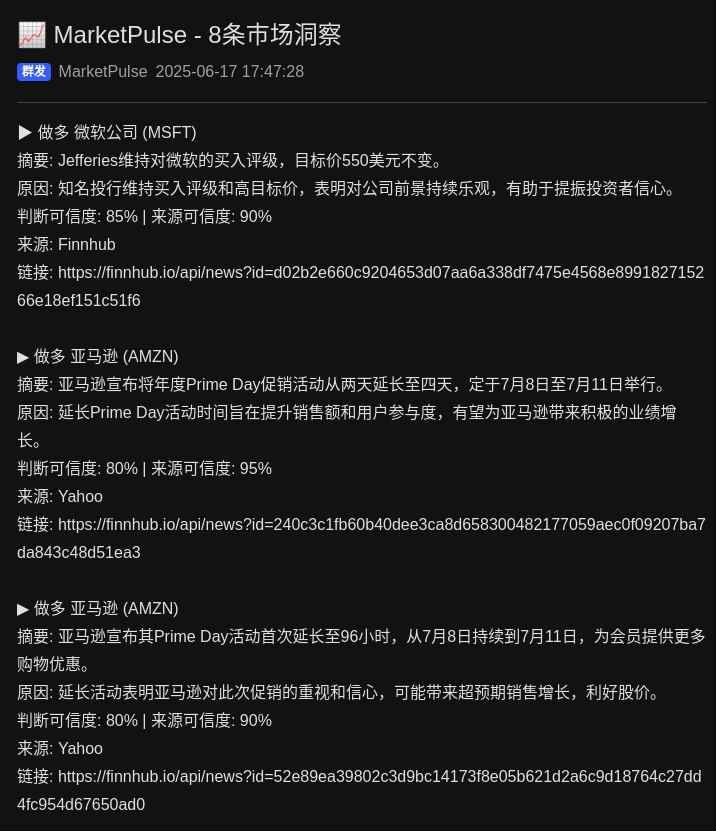 MarketPulse - 8条市场洞察
群发 MarketPulse 2025-06-17 17:47:28
▶ 做多 微软公司 (MSFT)
摘要: Jefferies维持对微软的买入评级，目标价550美元不变。
原因: 知名投行维持买入评级和高目标价，表明对公司前景持续乐观，有助于提振投资者信心。
判断可信度: 85% | 来源可信度: 90%
来源: Finnhub
链接: https://finnhub.io/api/news?id=d02b2e660c9204653d07aa6a338df7475e4568e8991827152
66e18ef151c51f6
▶ 做多 亚马逊 (AMZN)
摘要: 亚马逊宣布将年度Prime Day促销活动从两天延长至四天，定于7月8日至7月11日举行。
原因: 延长Prime Day活动时间旨在提升销售额和用户参与度，有望为亚马逊带来积极的业绩增
长。
判断可信度: 80% | 来源可信度: 95%
来源: Yahoo
链接: https://finnhub.io/api/news?id=240c3c1fb60b40dee3ca8d658300482177059aec0f09207ba7
da843c48d51ea3
▶ 做多 亚马逊 (AMZN)
摘要: 亚马逊宣布其Prime Day活动首次延长至96小时，从7月8日持续到7月11日，为会员提供更多
购物优惠。
原因: 延长活动表明亚马逊对此次促销的重视和信心，可能带来超预期销售增长，利好股价。
判断可信度: 80% | 来源可信度: 90%
来源: Yahoo
链接: https://finnhub.io/api/news?id=52e89ea39802c3d9bc14173f8e05b621d2a6c9d18764c27dd
4fc954d67650ad0